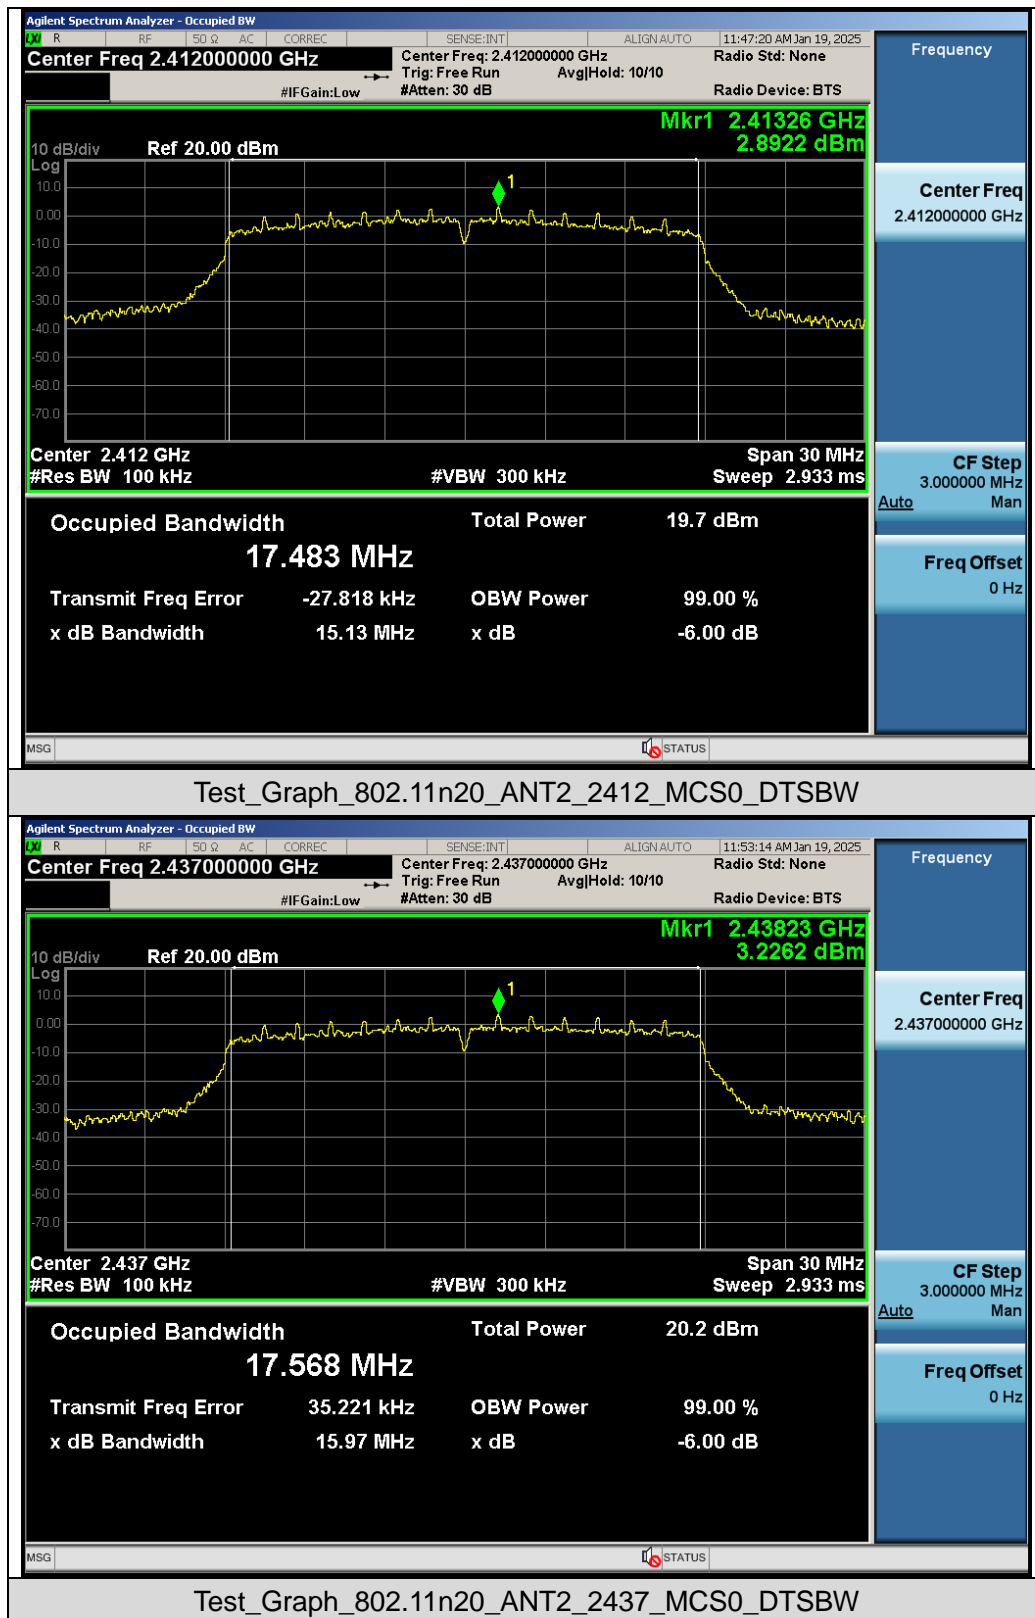 Agilent Spectrum Analyzer - Occupied BW
LXI R RF 50 Ω AC CORREC SENSE:INT ALIGN AUTO 11:47:20 AM Jan 19, 2025
Center Freq 2.412000000 GHz Center Freq: 2.412000000 GHz Radio Std: None Frequency
Trig: Free Run Avg|Hold: 10/10
#IFGain:Low #Atten: 30 dB Radio Device: BTS
Mkr1 2.41326 GHz
10 dB/div Ref 20.00 dBm 2.8922 dBm
Log
10.0
0.00
-10.0
-20.0
-30.0
-40.0
-50.0
-60.0
-70.0
1
Center Freq
2.412000000 GHz
Center 2.412 GHz Span 30 MHz
#Res BW 100 kHz #VBW 300 kHz Sweep 2.933 ms
CF Step
3.000000 MHz
Auto Man
Occupied Bandwidth Total Power 19.7 dBm
17.483 MHz
Transmit Freq Error -27.818 kHz OBW Power 99.00 %
x dB Bandwidth 15.13 MHz x dB -6.00 dB
Freq Offset
0 Hz
MSG STATUS
Test_Graph_802.11n20_ANT2_2412_MCS0_DTSBW
Agilent Spectrum Analyzer - Occupied BW
LXI R RF 50 Ω AC CORREC SENSE:INT ALIGN AUTO 11:53:14 AM Jan 19, 2025
Center Freq 2.437000000 GHz Center Freq: 2.437000000 GHz Radio Std: None Frequency
Trig: Free Run Avg|Hold: 10/10
#IFGain:Low #Atten: 30 dB Radio Device: BTS
Mkr1 2.43823 GHz
10 dB/div Ref 20.00 dBm 3.2262 dBm
Log
10.0
0.00
-10.0
-20.0
-30.0
-40.0
-50.0
-60.0
-70.0
1
Center Freq
2.437000000 GHz
Center 2.437 GHz Span 30 MHz
#Res BW 100 kHz #VBW 300 kHz Sweep 2.933 ms
CF Step
3.000000 MHz
Auto Man
Occupied Bandwidth Total Power 20.2 dBm
17.568 MHz
Transmit Freq Error 35.221 kHz OBW Power 99.00 %
x dB Bandwidth 15.97 MHz x dB -6.00 dB
Freq Offset
0 Hz
MSG STATUS
Test_Graph_802.11n20_ANT2_2437_MCS0_DTSBW